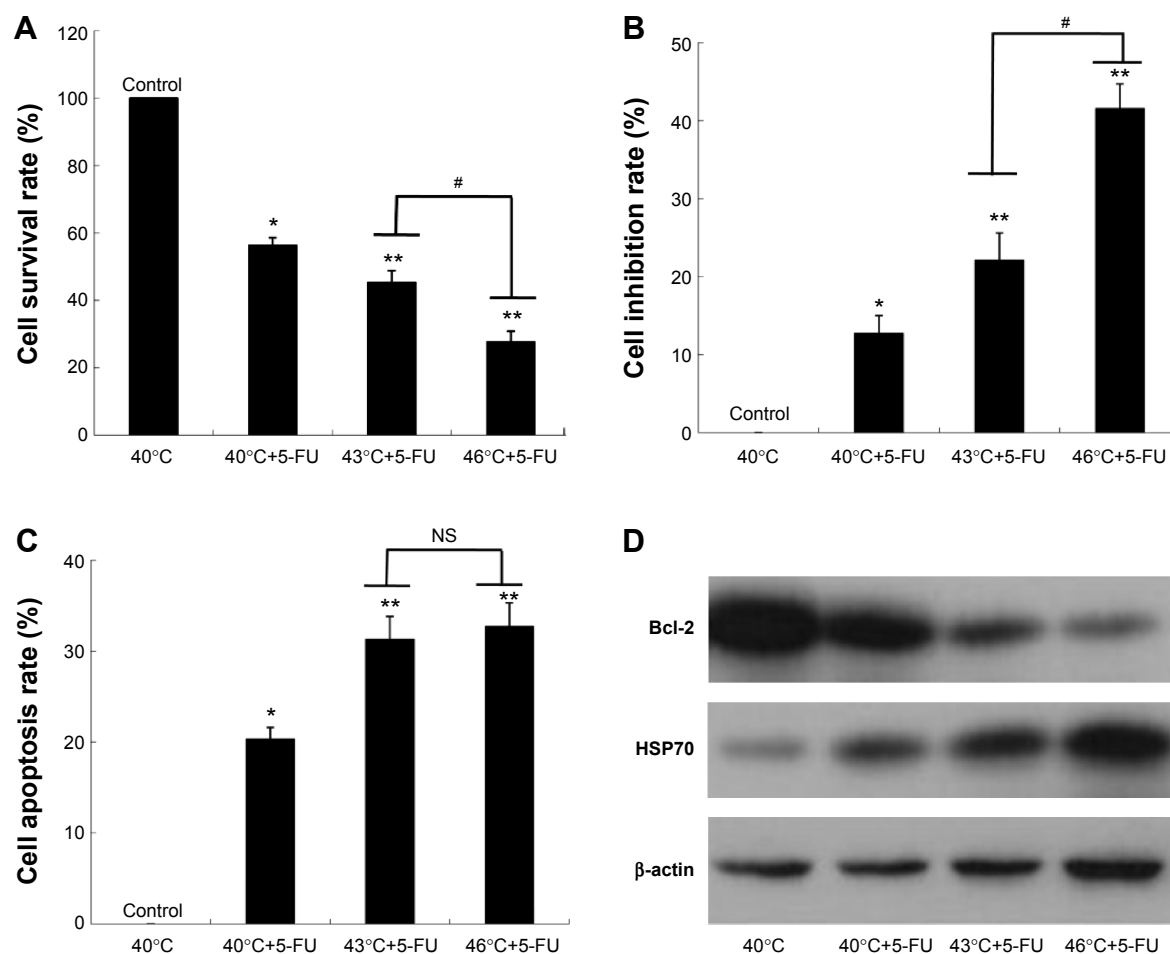 A
Cell survival rate (%)
120
100
80
60
40
20
0
Control
*
**
**
#
40°C
40°C+5-FU
43°C+5-FU
46°C+5-FU
B
Cell inhibition rate (%)
50
40
30
20
10
0
Control
*
**
**
#
40°C
40°C+5-FU
43°C+5-FU
46°C+5-FU
C
Cell apoptosis rate (%)
40
30
20
10
0
Control
*
**
**
NS
40°C
40°C+5-FU
43°C+5-FU
46°C+5-FU
D
Bcl-2
HSP70
β-actin
40°C
40°C+5-FU
43°C+5-FU
46°C+5-FU